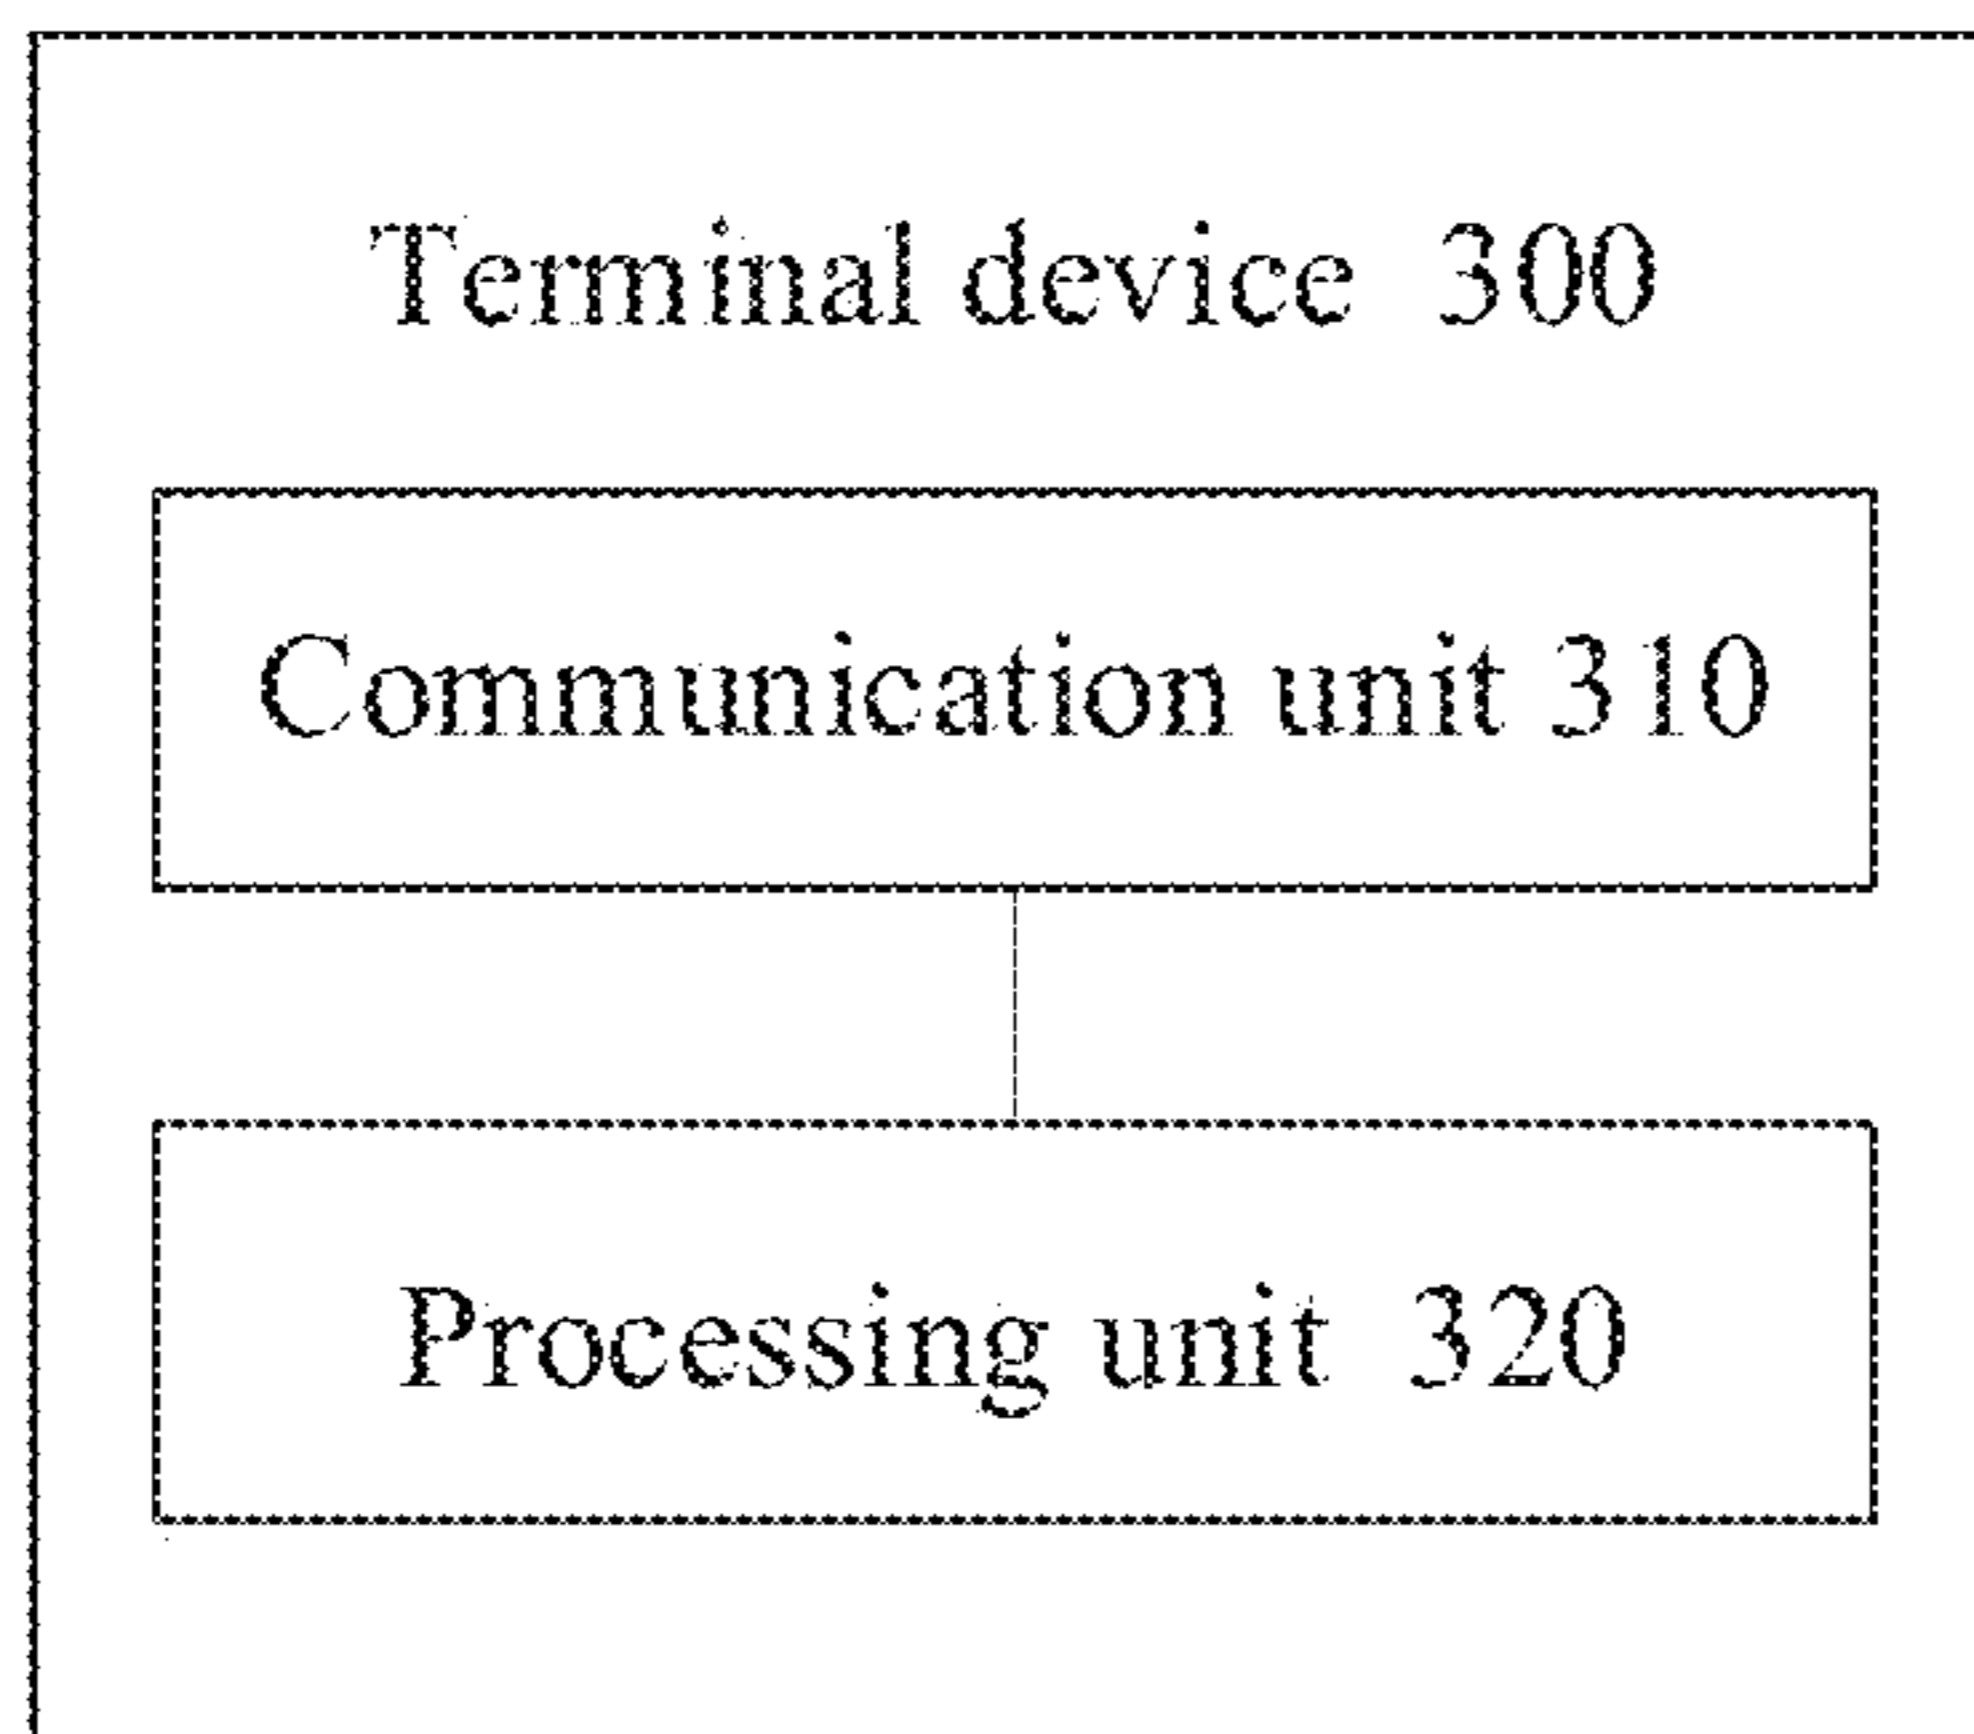 Terminal device 300
Communication unit 310
Processing unit 320